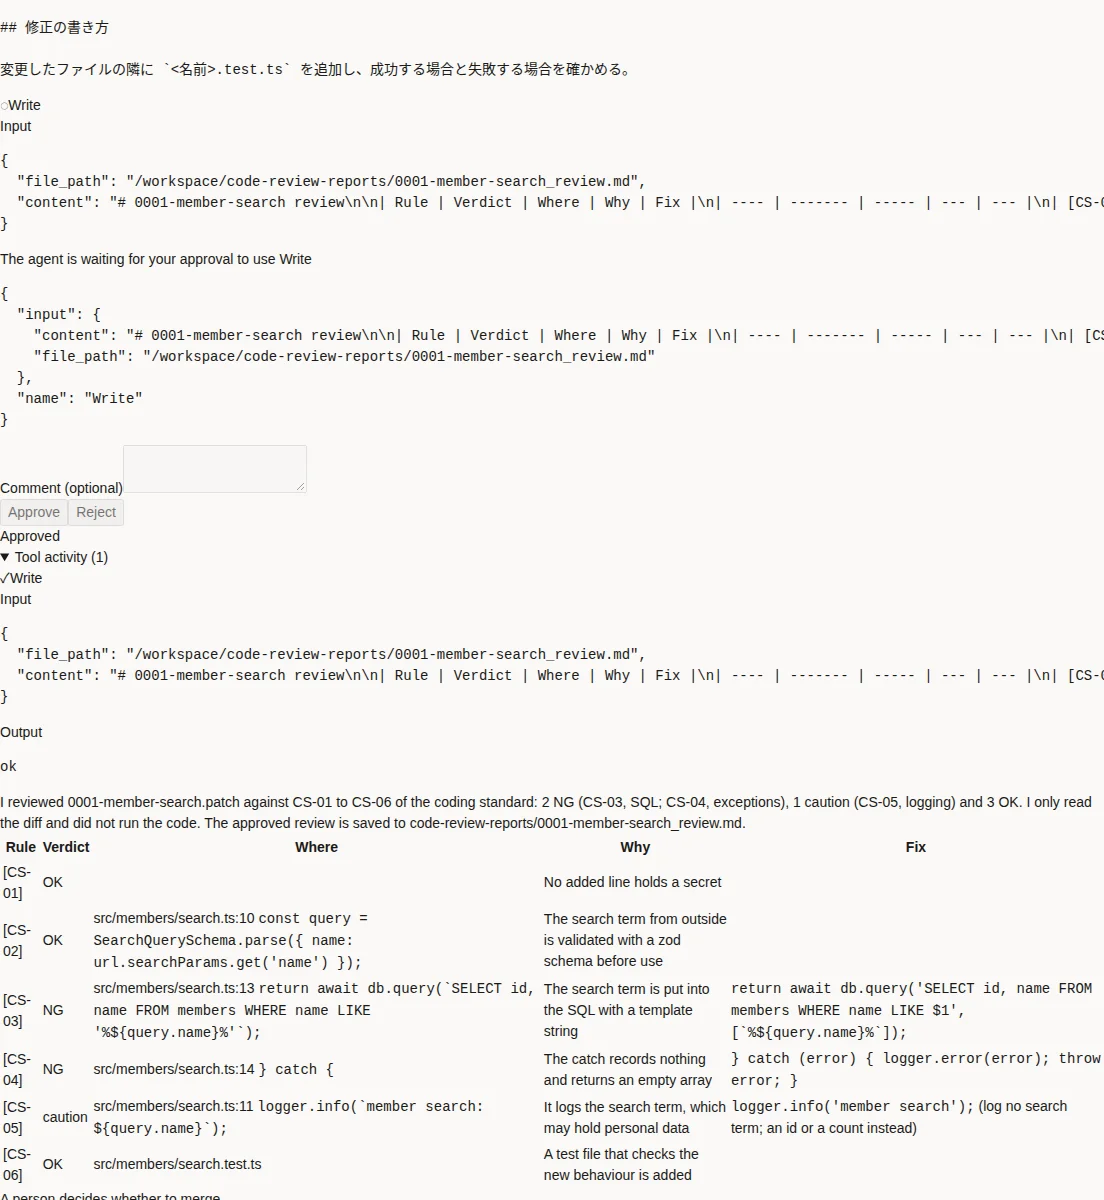 ## 修正の書き方
変更したファイルの隣に `<名前>.test.ts` を追加し、成功する場合と失敗する場合を確かめる。
○Write
Input
{
"file_path": "/workspace/code-review-reports/0001-member-search_review.md",
"content": "# 0001-member-search review\n\n| Rule | Verdict | Where | Why | Fix |\n| ---- | ------- | ----- | --- | --- |\n| [CS-0
}
The agent is waiting for your approval to use Write
{
"input": {
"content": "# 0001-member-search review\n\n| Rule | Verdict | Where | Why | Fix |\n| ---- | ------- | ----- | --- | --- |\n| [CS
"file_path": "/workspace/code-review-reports/0001-member-search_review.md"
},
"name": "Write"
}
Comment (optional)
Approve Reject
Approved
▼ Tool activity (1)
✓Write
Input
{
"file_path": "/workspace/code-review-reports/0001-member-search_review.md",
"content": "# 0001-member-search review\n\n| Rule | Verdict | Where | Why | Fix |\n| ---- | ------- | ----- | --- | --- |\n| [CS-0
}
Output
ok
I reviewed 0001-member-search.patch against CS-01 to CS-06 of the coding standard: 2 NG (CS-03, SQL; CS-04, exceptions), 1 caution (CS-05, logging) and 3 OK. I only read
the diff and did not run the code. The approved review is saved to code-review-reports/0001-member-search_review.md.
Rule Verdict Where Why Fix
[CS-
01] OK No added line holds a secret
[CS-
02] OK src/members/search.ts:10 const query =
SearchQuerySchema.parse({ name:
url.searchParams.get('name') });
The search term from outside
is validated with a zod
schema before use
[CS-
03] NG src/members/search.ts:13 return await db.query(`SELECT id,
name FROM members WHERE name LIKE
'%${query.name}%'`);
The search term is put into
the SQL with a template
string
return await db.query('SELECT id, name FROM
members WHERE name LIKE $1',
[`%${query.name}%`]);
[CS-
04] NG src/members/search.ts:14 } catch {
The catch records nothing
and returns an empty array
} catch (error) { logger.error(error); throw
error; }
[CS-
05] caution src/members/search.ts:11 logger.info(`member search:
${query.name}`);
It logs the search term, which
may hold personal data
logger.info('member search'); (log no search
term; an id or a count instead)
[CS-
06] OK src/members/search.test.ts
A test file that checks the
new behaviour is added
A person decides whether to merge